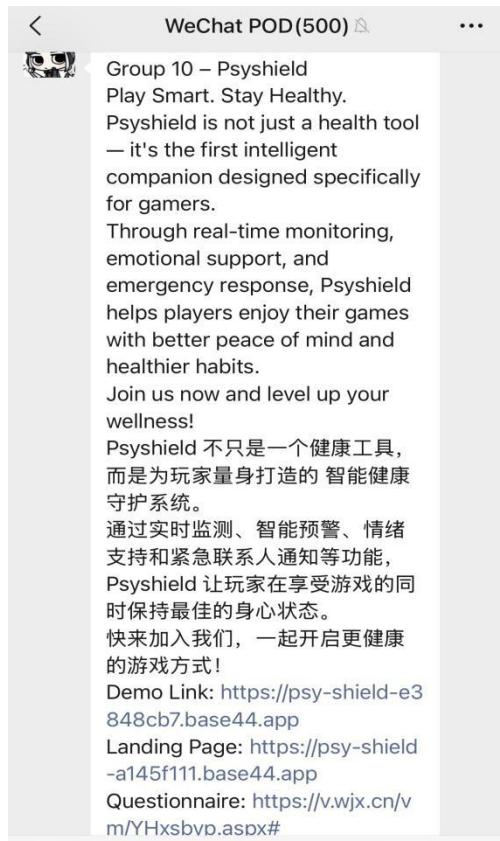 WeChat POD(500)
Group 10 – Psyshield
Play Smart. Stay Healthy.
Psyshield is not just a health tool
— it's the first intelligent
companion designed specifically
for gamers.
Through real-time monitoring,
emotional support, and
emergency response, Psyshield
helps players enjoy their games
with better peace of mind and
healthier habits.
Join us now and level up your
wellness!
Psyshield 不只是一个健康工具，
而是为玩家量身打造的 智能健康
守护系统。
通过实时监测、智能预警、情绪
支持和紧急联系人通知等功能，
Psyshield 让玩家在享受游戏的同
时保持最佳的身心状态。
快来加入我们，一起开启更健康
的游戏方式！
Demo Link: https://psy-shield-e3
848cb7.base44.app
Landing Page: https://psy-shield
-a145f111.base44.app
Questionnaire: https://v.wjx.cn/v
m/YHxsbvp.aspx#